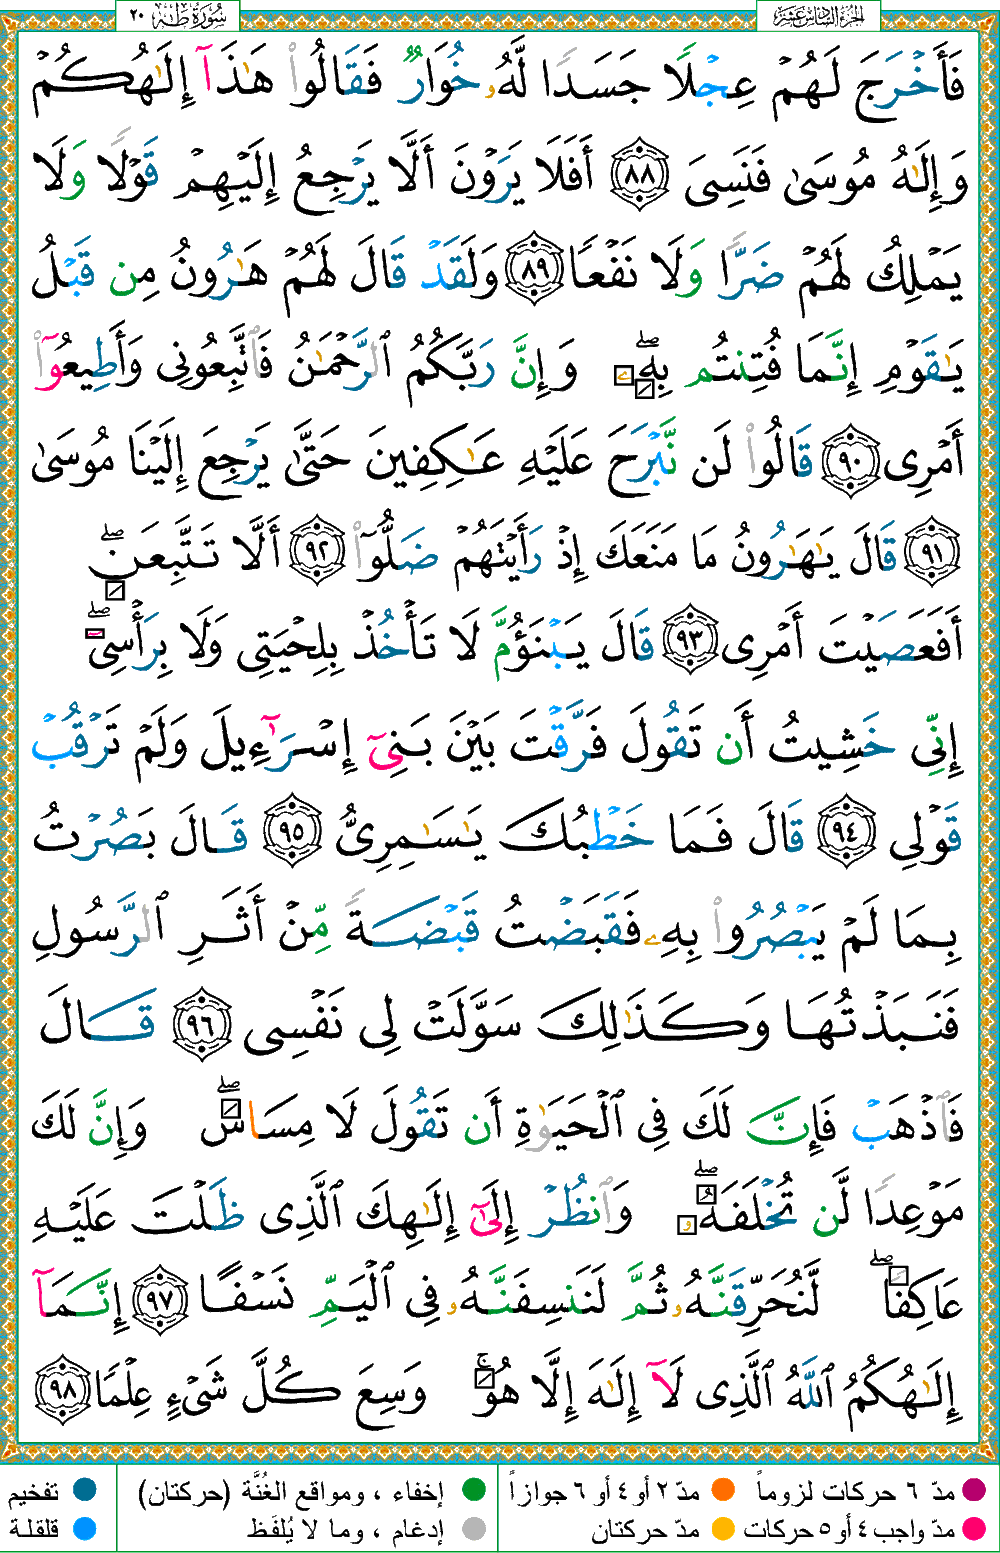 الجزء السادس عشر
سورة طه ٢٠
فَأَخْرَجَ لَهُمْ عِجْلًا جَسَدًا لَّهُۥ خُوَارٌ فَقَالُوا۟ هَٰذَآ إِلَٰهُكُمْ
وَإِلَٰهُ مُوسَىٰ فَنَسِىَ ٨٨ أَفَلَا يَرَوْنَ أَلَّا يَرْجِعُ إِلَيْهِمْ قَوْلًا وَلَا
يَمْلِكُ لَهُمْ ضَرًّا وَلَا نَفْعًا ٨٩ وَلَقَدْ قَالَ لَهُمْ هَٰرُونُ مِن قَبْلُ
يَٰقَوْمِ إِنَّمَا فُتِنتُم بِهِۦ ۖ وَإِنَّ رَبَّكُمُ ٱلرَّحْمَٰنُ فَٱتَّبِعُونِى وَأَطِيعُوٓا۟
أَمْرِى ٩٠ قَالُوا۟ لَن نَّبْرَحَ عَلَيْهِ عَٰكِفِينَ حَتَّىٰ يَرْجِعَ إِلَيْنَا مُوسَىٰ
٩١ قَالَ يَٰهَٰرُونُ مَا مَنَعَكَ إِذْ رَأَيْتَهُمْ ضَلُّوٓا۟ ٩٢ أَلَّا تَتَّبِعَنِ ۖ
أَفَعَصَيْتَ أَمْرِى ٩٣ قَالَ يَبْنَؤُمَّ لَا تَأْخُذْ بِلِحْيَتِى وَلَا بِرَأْسِىٓ ۖ
إِنِّى خَشِيتُ أَن تَقُولَ فَرَّقْتَ بَيْنَ بَنِىٓ إِسْرَٰٓءِيلَ وَلَمْ تَرْقُبْ
قَوْلِى ٩٤ قَالَ فَمَا خَطْبُكَ يَٰسَٰمِرِىُّ ٩٥ قَالَ بَصُرْتُ
بِمَا لَمْ يَبْصُرُوا۟ بِهِۦ فَقَبَضْتُ قَبْضَةً مِّنْ أَثَرِ ٱلرَّسُولِ
فَنَبَذْتُهَا وَكَذَٰلِكَ سَوَّلَتْ لِى نَفْسِى ٩٦ قَالَ
فَٱذْهَبْ فَإِنَّ لَكَ فِى ٱلْحَيَوٰةِ أَن تَقُولَ لَا مِسَاسَ ۖ وَإِنَّ لَكَ
مَوْعِدًا لَّن تُخْلَفَهُۥ ۖ وَٱنظُرْ إِلَىٰٓ إِلَٰهِكَ ٱلَّذِى ظَلْتَ عَلَيْهِ
عَاكِفًا ۖ لَّنُحَرِّقَنَّهُۥ ثُمَّ لَنَنسِفَنَّهُۥ فِى ٱلْيَمِّ نَسْفًا ٩٧ إِنَّمَآ
إِلَٰهُكُمُ ٱللَّهُ ٱلَّذِى لَآ إِلَٰهَ إِلَّا هُوَ ۚ وَسِعَ كُلَّ شَىْءٍ عِلْمًا ٩٨
مدّ ٦ حركات لزوماً مدّ ٢ أو ٤ أو ٦ جوازاً إخفاء ، ومواقع الغُنَّة (حركتان) تفخيم
مدّ واجب ٤ أو ٥ حركات مدّ حركتان إدغام ، وما لا يُلفَظ قلقلة